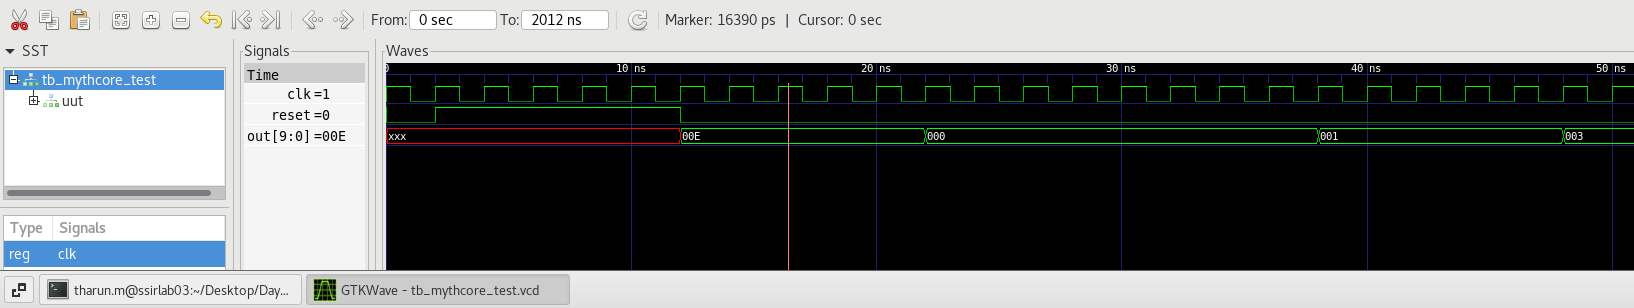 From: 0 sec To: 2012 ns Marker: 16390 ps | Cursor: 0 sec
SST
tb_mythcore_test
uut
Type Signals
reg clk
Signals
Time
clk =1
reset =0
out[9:0] =00E
Waves
0 10 ns 20 ns 30 ns 40 ns 50 ns
xxx 00E 000 001 003
tharun.m@ssirlab03:~/Desktop/Day... GTKWave - tb_mythcore_test.vcd